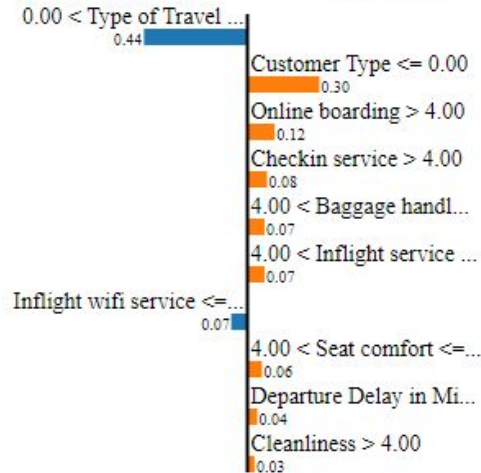 0.00 < Type of Travel ...
0.44
Customer Type <= 0.00
0.30
Online boarding > 4.00
0.12
Checkin service > 4.00
0.08
4.00 < Baggage handl...
0.07
4.00 < Inflight service ...
0.07
Inflight wifi service <=...
0.07
4.00 < Seat comfort <=...
0.06
Departure Delay in Mi...
0.04
Cleanliness > 4.00
0.03